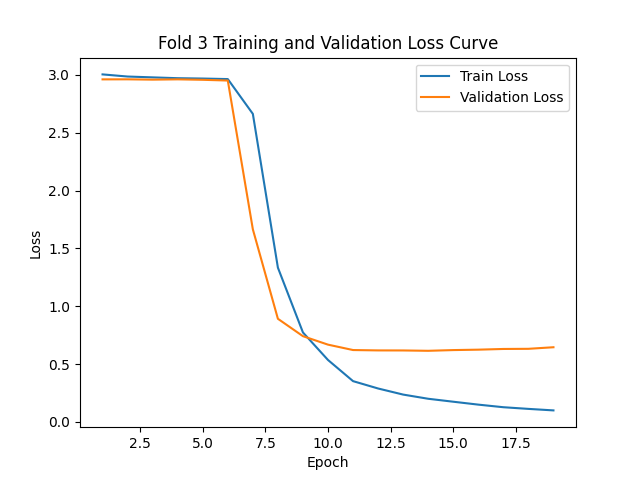 Fold 3 Training and Validation Loss Curve
Train Loss
Validation Loss
3.0
2.5
2.0
1.5
1.0
0.5
0.0
Loss
2.5 5.0 7.5 10.0 12.5 15.0 17.5
Epoch